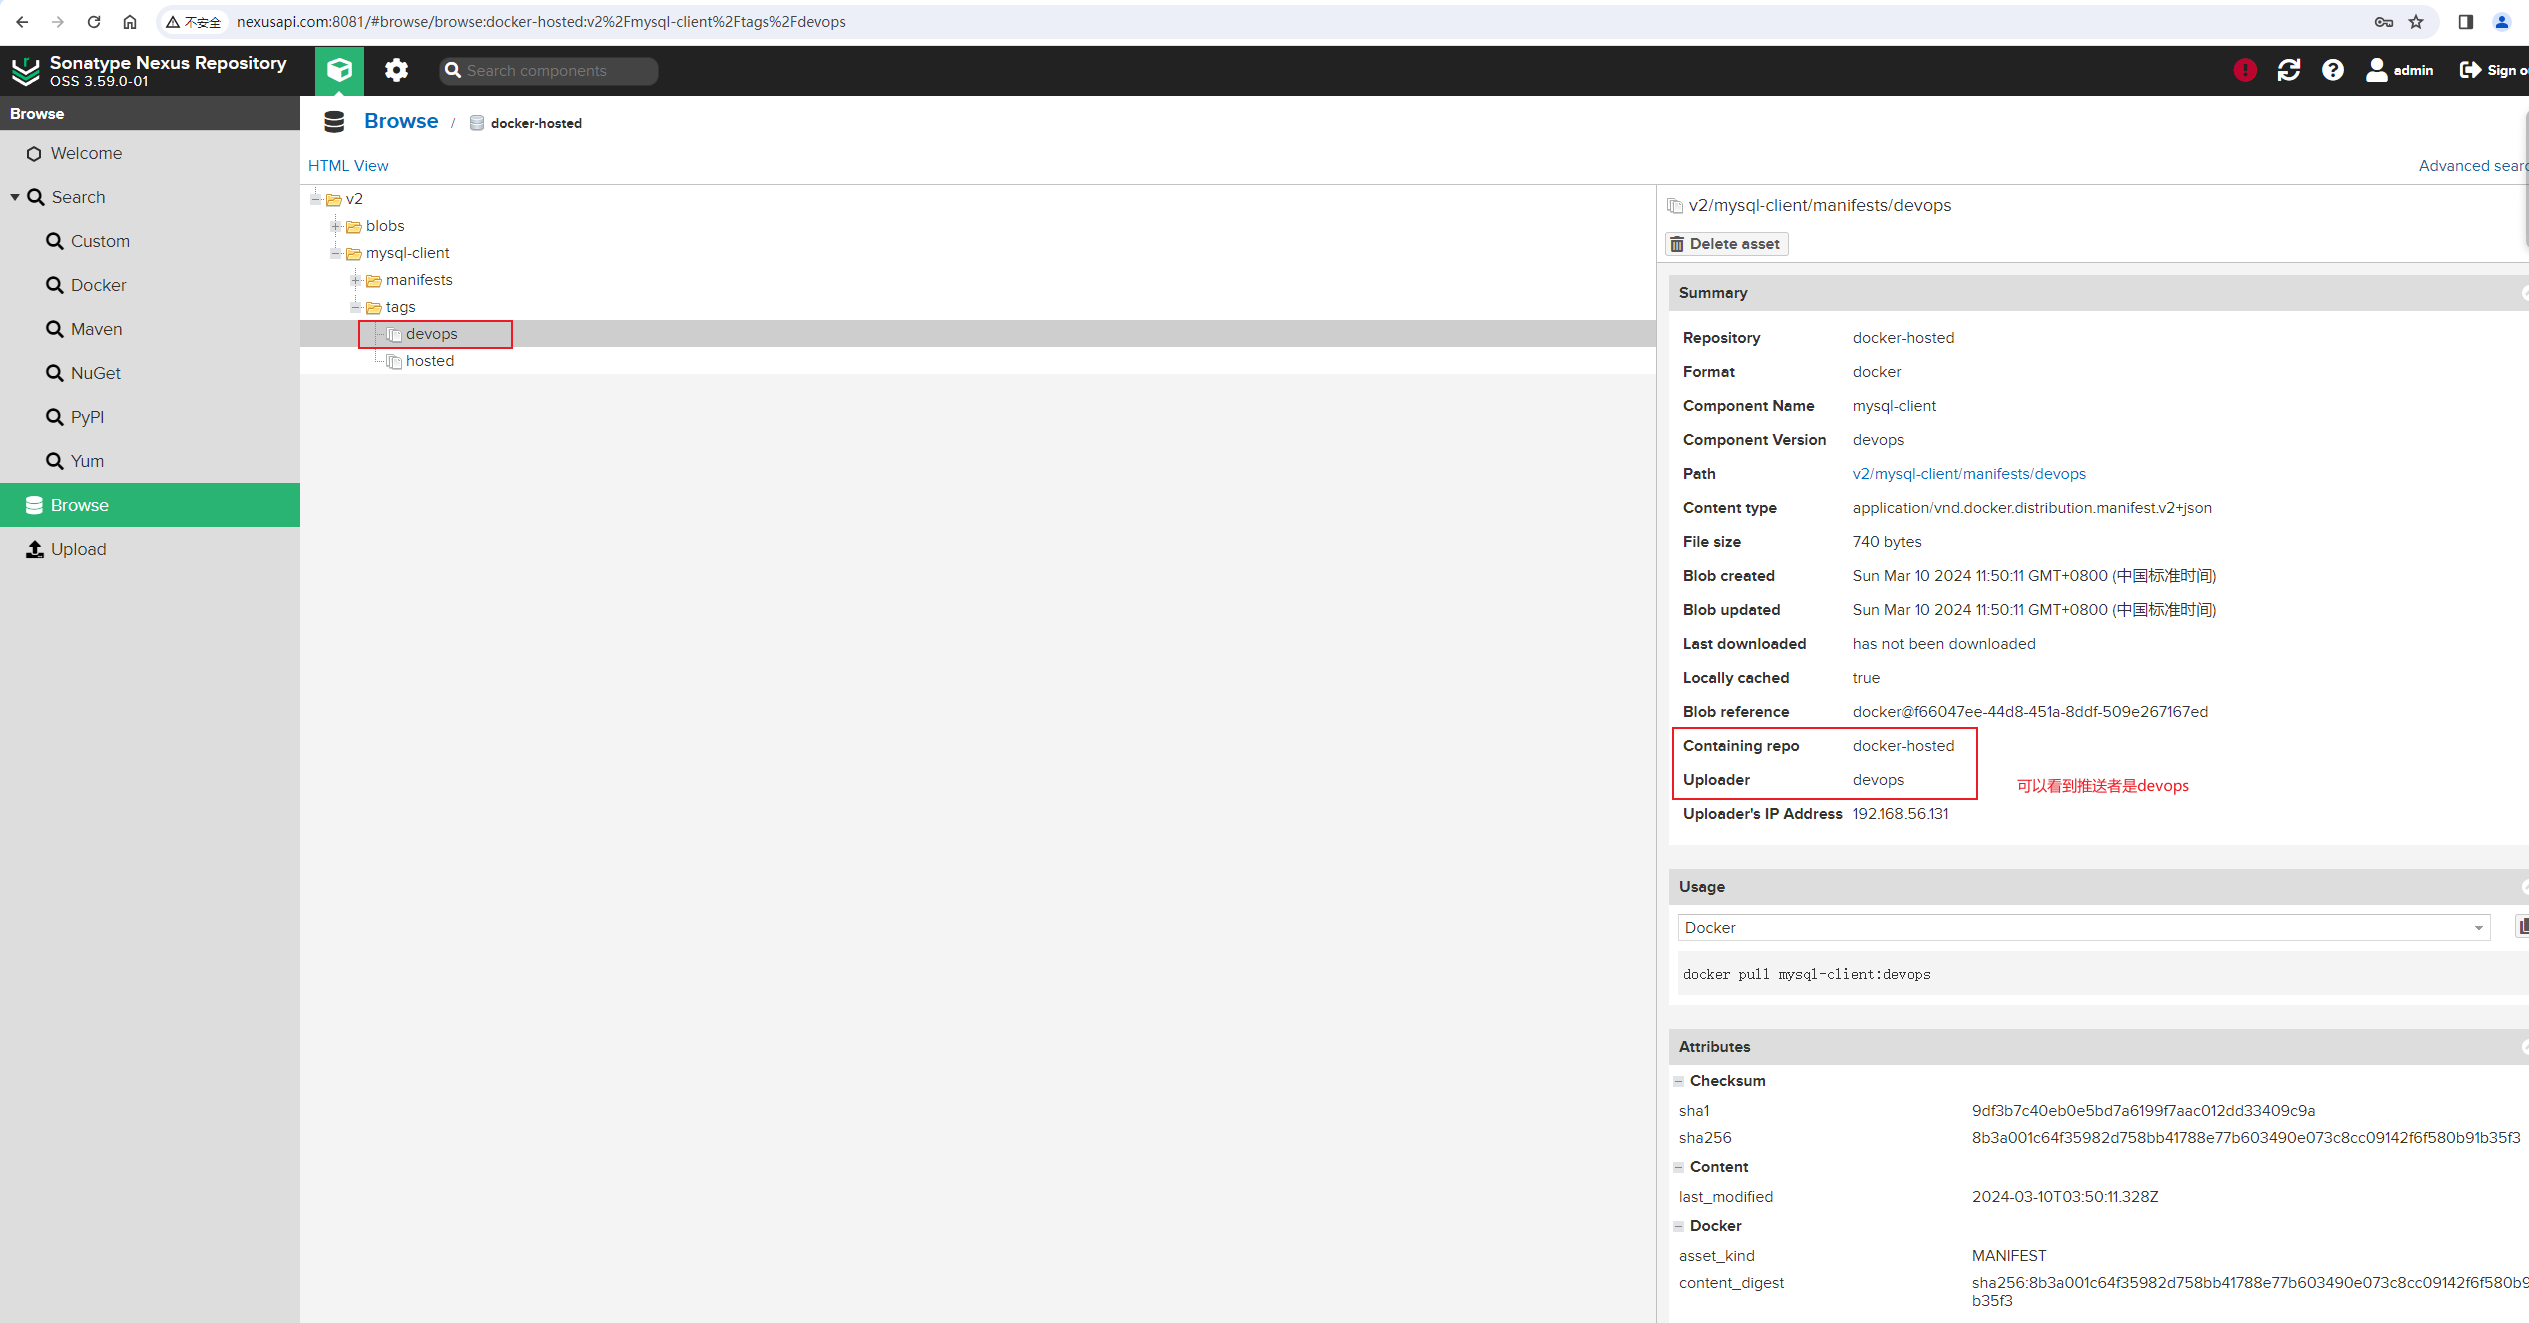 不安全
nexusapi.com:8081/#browse/browse:docker-hosted:v2%2Fmysql-client%2Ftags%2Fdevops
Sonatype Nexus Repository
OSS 3.59.0-01
Search components
admin
Sign o
Browse
Welcome
Search
Custom
Docker
Maven
NuGet
PyPI
Yum
Browse
Upload
Browse / docker-hosted
HTML View
Advanced searc
v2
blobs
mysql-client
manifests
tags
devops
hosted
v2/mysql-client/manifests/devops
Delete asset
Summary
Repository docker-hosted
Format docker
Component Name mysql-client
Component Version devops
Path v2/mysql-client/manifests/devops
Content type application/vnd.docker.distribution.manifest.v2+json
File size 740 bytes
Blob created Sun Mar 10 2024 11:50:11 GMT+0800 (中国标准时间)
Blob updated Sun Mar 10 2024 11:50:11 GMT+0800 (中国标准时间)
Last downloaded has not been downloaded
Locally cached true
Blob reference docker@f66047ee-44d8-451a-8ddf-509e267167ed
Containing repo docker-hosted
Uploader devops
可以看到推送者是devops
Uploader's IP Address 192.168.56.131
Usage
Docker
docker pull mysql-client:devops
Attributes
Checksum
sha1 9df3b7c40eb0e5bd7a6199f7aac012dd33409c9a
sha256 8b3a001c64f35982d758bb41788e77b603490e073c8cc09142f6f580b91b35f3
Content
last_modified 2024-03-10T03:50:11.328Z
Docker
asset_kind MANIFEST
content_digest sha256:8b3a001c64f35982d758bb41788e77b603490e073c8cc09142f6f580b9
b35f3